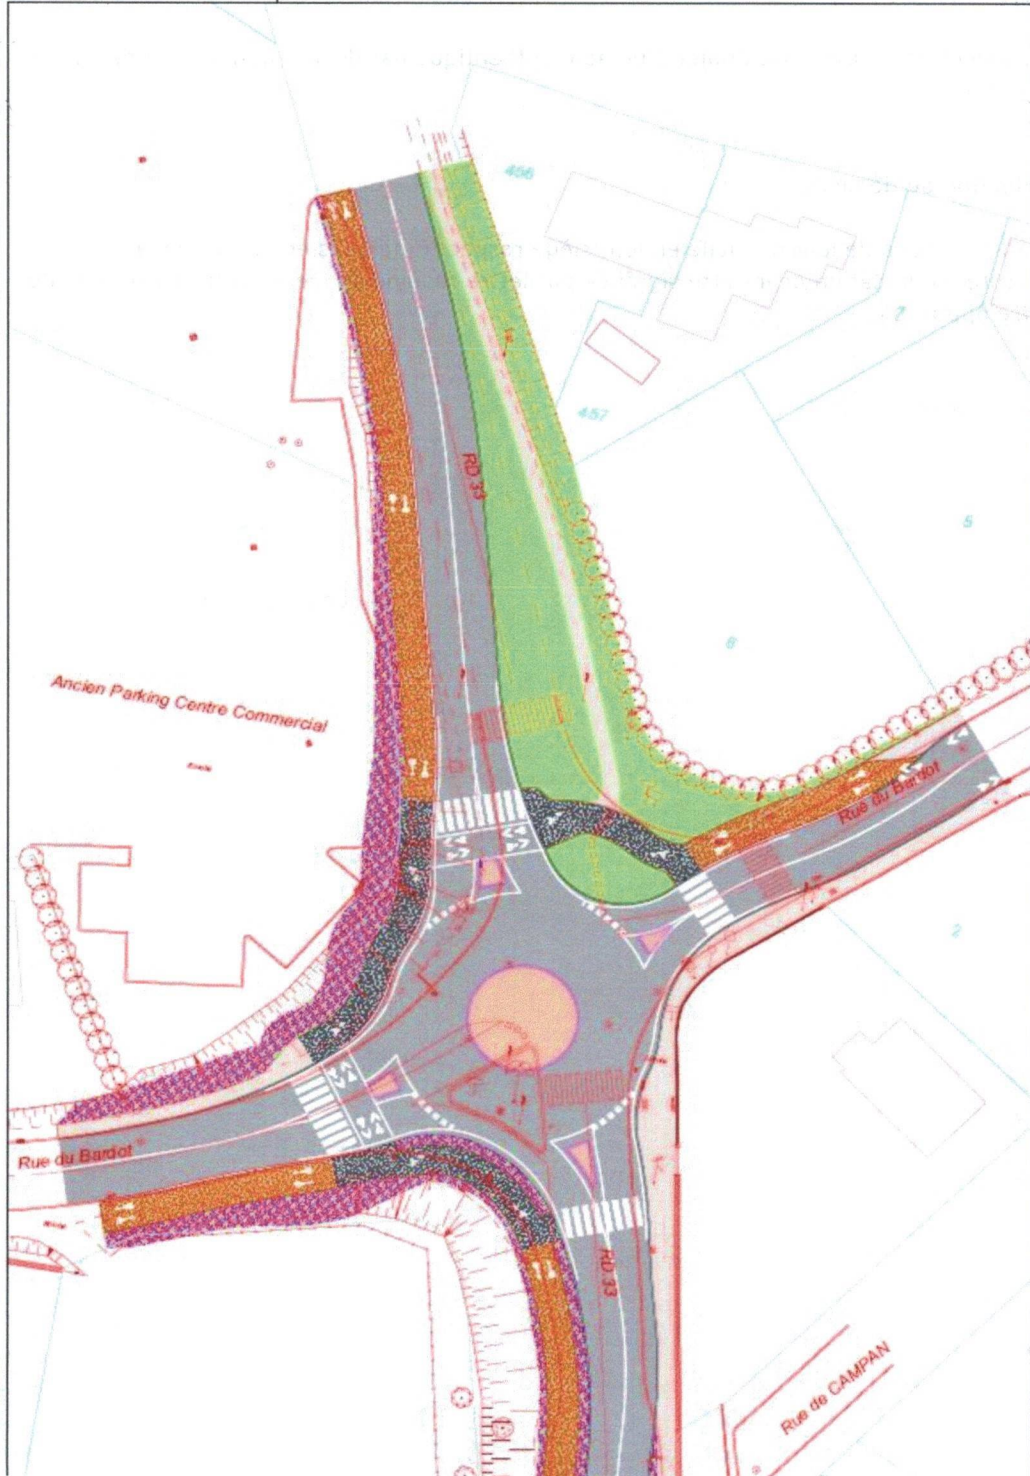 456
7
RD 33
457
5
6
Ancien Parking Centre Commercial
Rue du Bardot
2
Rue du Bardot
RD 33
Rue de CAMPAN